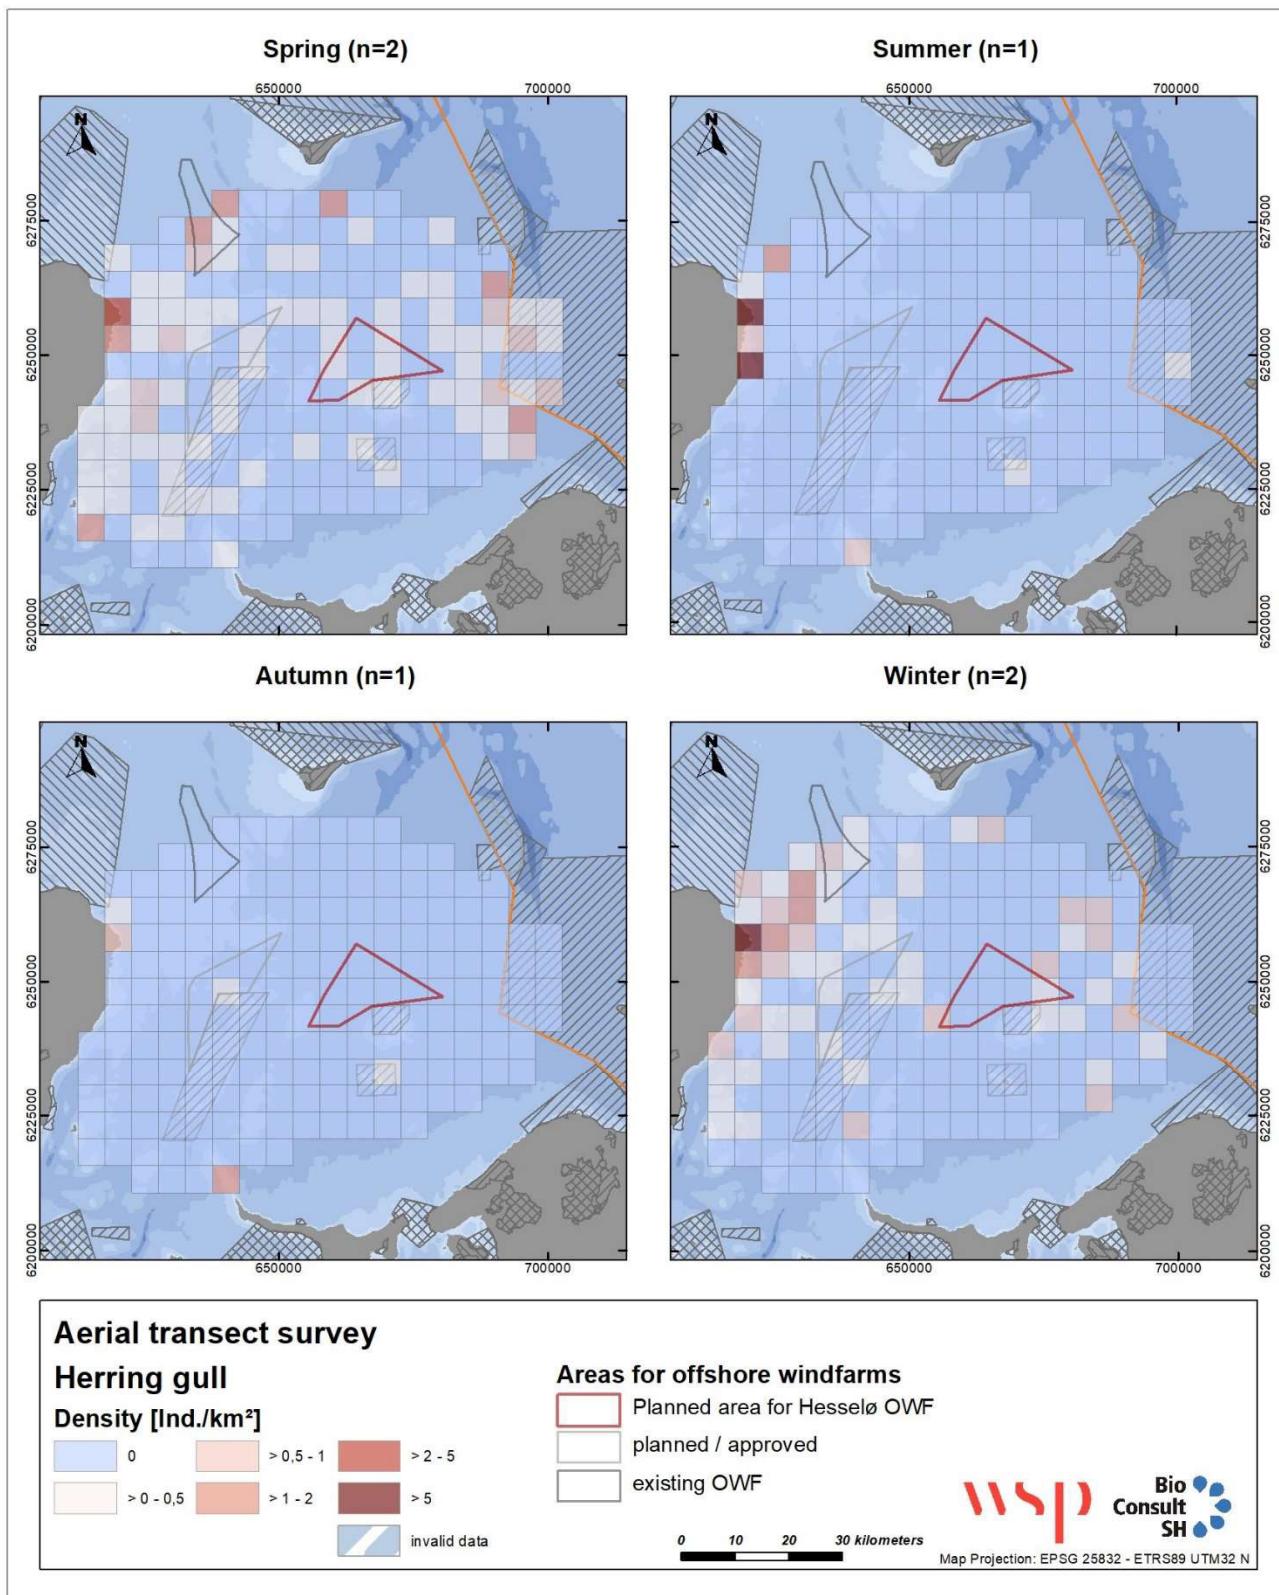 Spring (n=2)
Summer (n=1)
650000
700000
650000
700000
N
N
6275000
6250000
6225000
6200000
6275000
6250000
6225000
6200000
Autumn (n=1)
Winter (n=2)
N
N
6275000
6250000
6225000
6200000
6275000
6250000
6225000
6200000
650000
700000
650000
700000
Aerial transect survey
Herring gull
Density [Ind./km²]
0
> 0,5 - 1
> 2 - 5
> 0 - 0,5
> 1 - 2
> 5
invalid data
Areas for offshore windfarms
Planned area for Hesselø OWF
planned / approved
existing OWF
0 10 20 30 kilometers
wsp
Bio
Consult
SH
Map Projection: EPSG 25832 - ETRS89 UTM32 N